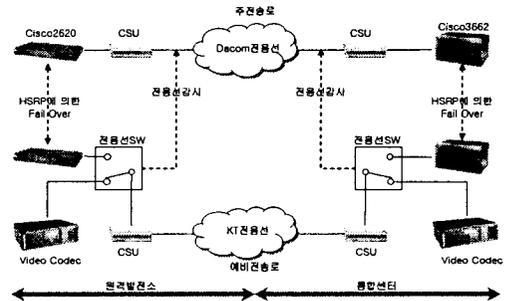 주전송로
Cisco2620
CSU
Dacom전용선
CSU
Cisco3662
HSRP에 의한
Fail Over
전용선감시
전용선감시
HSRP에 의한
Fail Over
전용선SW
전용선SW
KT전용선
Video Codec
CSU
예비전송로
CSU
Video Codec
원격발전소
통합센터